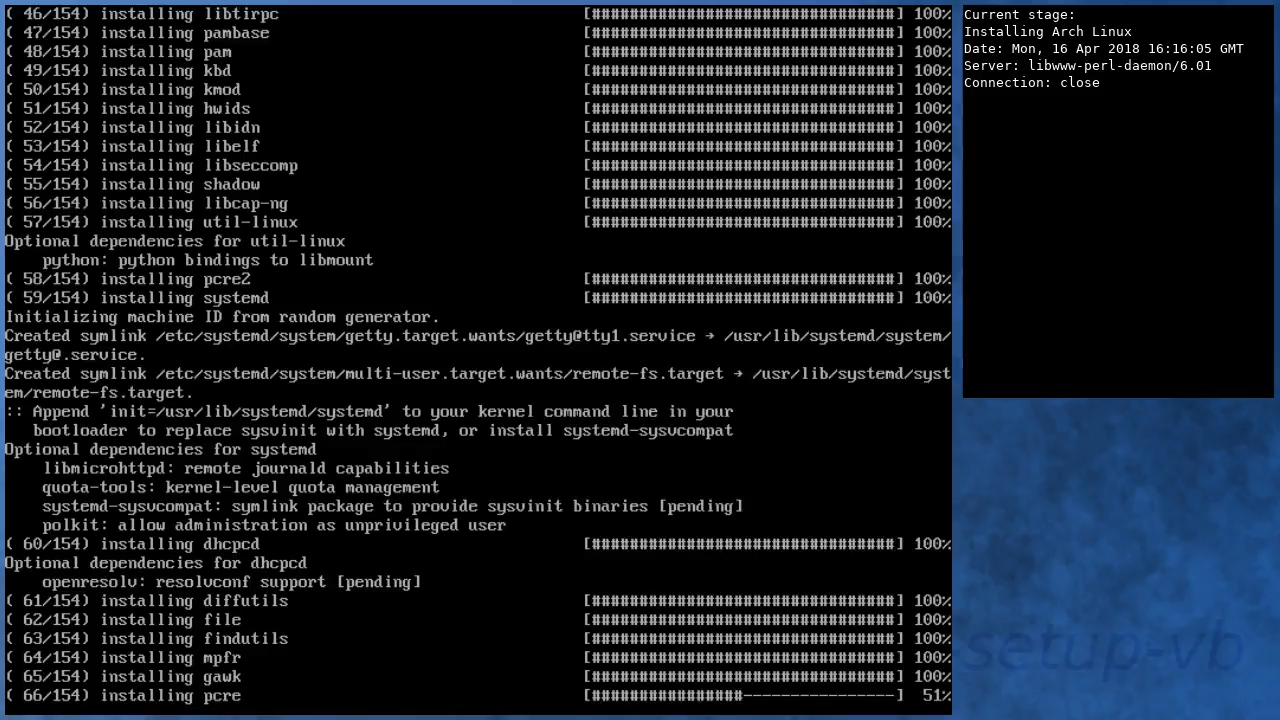 ( 46/154) installing libtirpc [################################] 100%
( 47/154) installing pambase [################################] 100%
( 48/154) installing pam [################################] 100%
( 49/154) installing kbd [################################] 100%
( 50/154) installing kmod [################################] 100%
( 51/154) installing hwids [################################] 100%
( 52/154) installing libidn [################################] 100%
( 53/154) installing libelf [################################] 100%
( 54/154) installing libseccomp [################################] 100%
( 55/154) installing shadow [################################] 100%
( 56/154) installing libcap-ng [################################] 100%
( 57/154) installing util-linux [################################] 100%
Optional dependencies for util-linux
python: python bindings to libmount
( 58/154) installing pcre2 [################################] 100%
( 59/154) installing systemd [################################] 100%
Initializing machine ID from random generator.
Created symlink /etc/systemd/system/getty.target.wants/getty@tty1.service → /usr/lib/systemd/system/
getty@.service.
Created symlink /etc/systemd/system/multi-user.target.wants/remote-fs.target → /usr/lib/systemd/syst
em/remote-fs.target.
:: Append 'init=/usr/lib/systemd/systemd' to your kernel command line in your
bootloader to replace sysvinit with systemd, or install systemd-sysvcompat
Optional dependencies for systemd
libmicrohttpd: remote journald capabilities
quota-tools: kernel-level quota management
systemd-sysvcompat: symlink package to provide sysvinit binaries [pending]
polkit: allow administration as unprivileged user
( 60/154) installing dhcpcd [################################] 100%
Optional dependencies for dhcpcd
openresolv: resolvconf support [pending]
( 61/154) installing diffutils [################################] 100%
( 62/154) installing file [################################] 100%
( 63/154) installing findutils [################################] 100%
( 64/154) installing mpfr [################################] 100%
( 65/154) installing gawk [################################] 100%
( 66/154) installing pcre [################----------------] 51%
Current stage:
Installing Arch Linux
Date: Mon, 16 Apr 2018 16:16:05 GMT
Server: libwww-perl-daemon/6.01
Connection: close
setup-vb